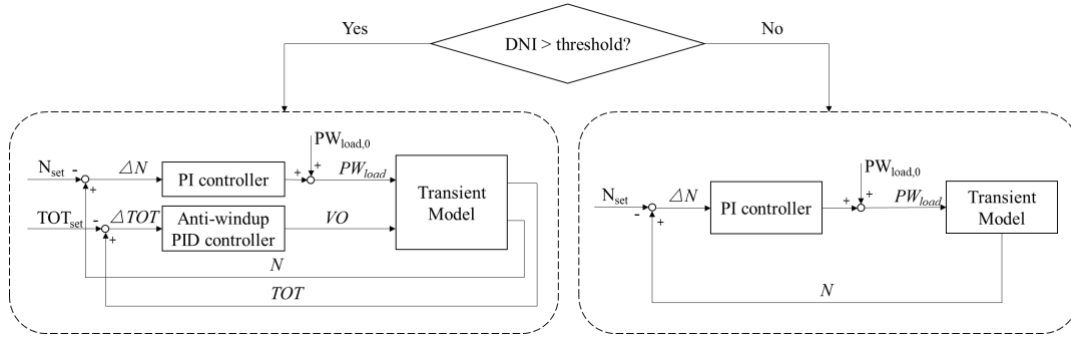 Yes
DNI > threshold?
No
PW_load,0
N_set
-
+
ΔN
PI controller
+
+
PW_load
Transient
Model
TOT_set
-
+
ΔTOT
Anti-windup
PID controller
VO
N
TOT
PW_load,0
N_set
-
+
ΔN
PI controller
+
+
PW_load
Transient
Model
N